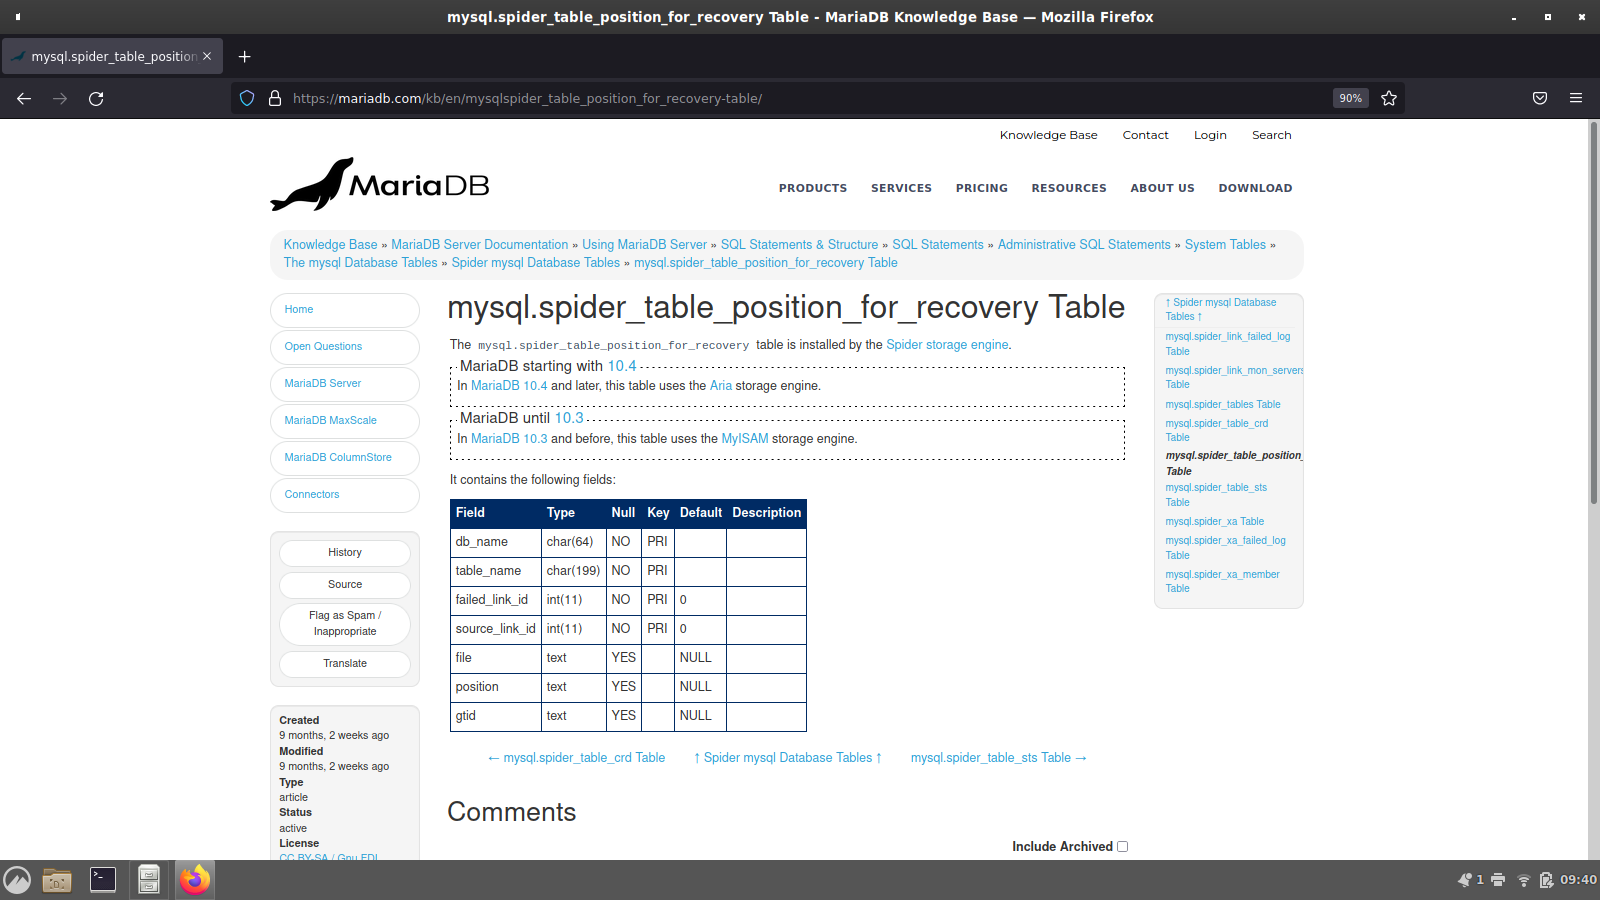 mysql.spider_table_position_for_recovery Table - MariaDB Knowledge Base — Mozilla Firefox
mysql.spider_table_position
https://mariadb.com/kb/en/mysqlspider_table_position_for_recovery-table/
90%
Knowledge Base Contact Login Search
MariaDB
PRODUCTS SERVICES PRICING RESOURCES ABOUT US DOWNLOAD
Knowledge Base » MariaDB Server Documentation » Using MariaDB Server » SQL Statements & Structure » SQL Statements » Administrative SQL Statements » System Tables »
The mysql Database Tables » Spider mysql Database Tables » mysql.spider_table_position_for_recovery Table
Home
Open Questions
MariaDB Server
MariaDB MaxScale
MariaDB ColumnStore
Connectors
History
Source
Flag as Spam /
Inappropriate
Translate
Created
9 months, 2 weeks ago
Modified
9 months, 2 weeks ago
Type
article
Status
active
License
CC BY-SA / Gnu FDL
mysql.spider_table_position_for_recovery Table
The mysql.spider_table_position_for_recovery table is installed by the Spider storage engine.
MariaDB starting with 10.4
In MariaDB 10.4 and later, this table uses the Aria storage engine.
MariaDB until 10.3
In MariaDB 10.3 and before, this table uses the MyISAM storage engine.
It contains the following fields:
Field Type Null Key Default Description
db_name char(64) NO PRI
table_name char(199) NO PRI
failed_link_id int(11) NO PRI 0
source_link_id int(11) NO PRI 0
file text YES NULL
position text YES NULL
gtid text YES NULL
← mysql.spider_table_crd Table ↑ Spider mysql Database Tables ↑ mysql.spider_table_sts Table →
Comments
Include Archived
↑ Spider mysql Database
Tables ↑
mysql.spider_link_failed_log
Table
mysql.spider_link_mon_servers
Table
mysql.spider_tables Table
mysql.spider_table_crd
Table
mysql.spider_table_position_
Table
mysql.spider_table_sts
Table
mysql.spider_xa Table
mysql.spider_xa_failed_log
Table
mysql.spider_xa_member
Table
1 09:40